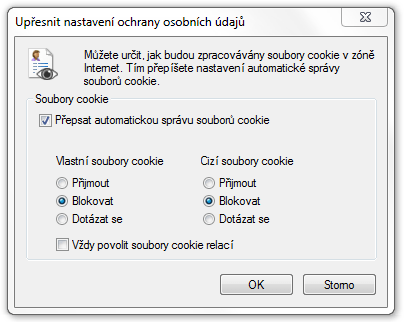 Upřesnit nastavení ochrany osobních údajů
Můžete určit, jak budou zpracovávány soubory cookie v zóně
Internet. Tím přepíšete nastavení automatické správy
souborů cookie.
Soubory cookie
Přepsat automatickou správu souborů cookie
Vlastní soubory cookie
Cizí soubory cookie
Přijmout
Přijmout
Blokovat
Blokovat
Dotázat se
Dotázat se
Vždy povolit soubory cookie relací
OK
Storno